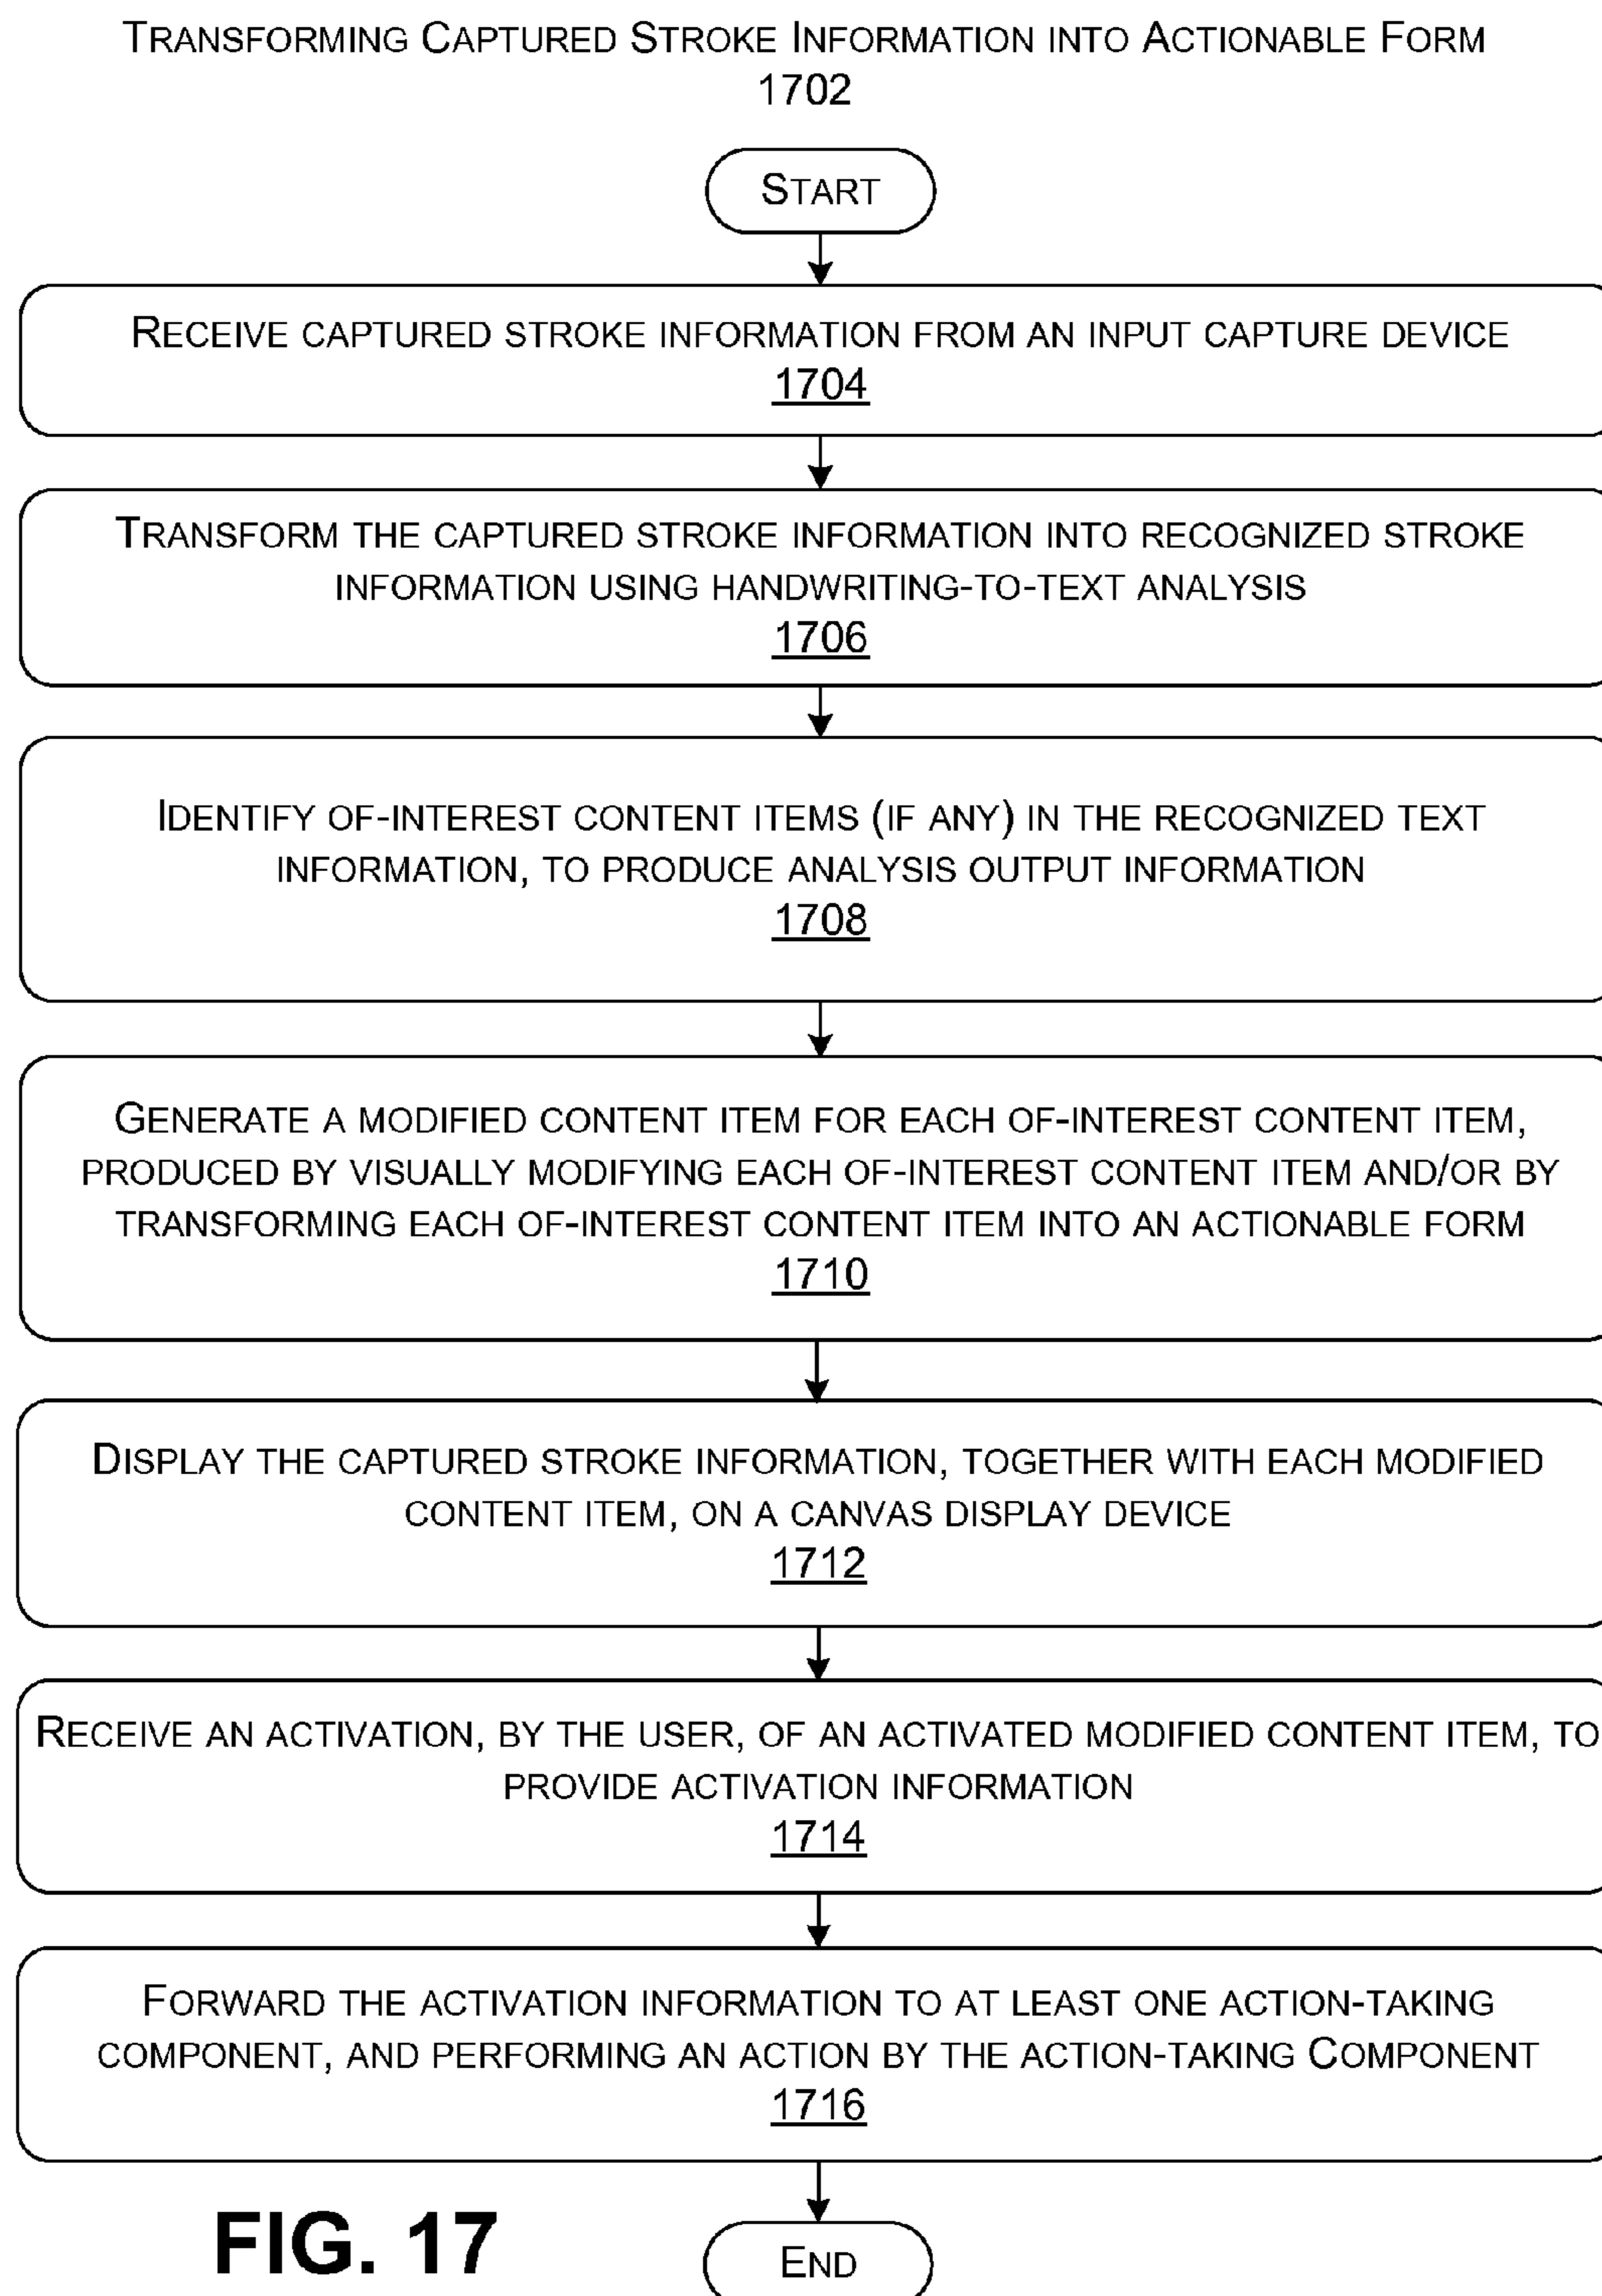 TRANSFORMING CAPTURED STROKE INFORMATION INTO ACTIONABLE FORM
1702
START
RECEIVE CAPTURED STROKE INFORMATION FROM AN INPUT CAPTURE DEVICE
1704
TRANSFORM THE CAPTURED STROKE INFORMATION INTO RECOGNIZED STROKE
INFORMATION USING HANDWRITING-TO-TEXT ANALYSIS
1706
IDENTIFY OF-INTEREST CONTENT ITEMS (IF ANY) IN THE RECOGNIZED TEXT
INFORMATION, TO PRODUCE ANALYSIS OUTPUT INFORMATION
1708
GENERATE A MODIFIED CONTENT ITEM FOR EACH OF-INTEREST CONTENT ITEM,
PRODUCED BY VISUALLY MODIFYING EACH OF-INTEREST CONTENT ITEM AND/OR BY
TRANSFORMING EACH OF-INTEREST CONTENT ITEM INTO AN ACTIONABLE FORM
1710
DISPLAY THE CAPTURED STROKE INFORMATION, TOGETHER WITH EACH MODIFIED
CONTENT ITEM, ON A CANVAS DISPLAY DEVICE
1712
RECEIVE AN ACTIVATION, BY THE USER, OF AN ACTIVATED MODIFIED CONTENT ITEM, TO
PROVIDE ACTIVATION INFORMATION
1714
FORWARD THE ACTIVATION INFORMATION TO AT LEAST ONE ACTION-TAKING
COMPONENT, AND PERFORMING AN ACTION BY THE ACTION-TAKING COMPONENT
1716
FIG. 17
END